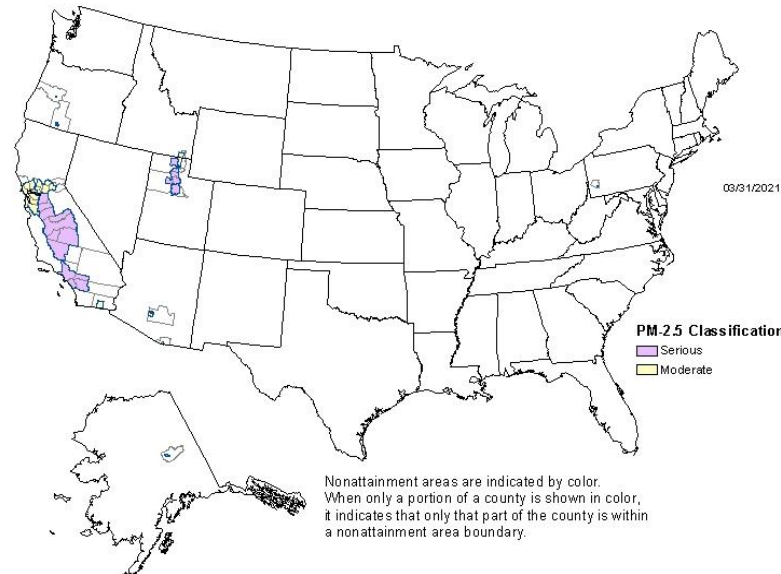 03/31/2021
PM-2.5 Classification
Serious
Moderate
Nonattainment areas are indicated by color.
When only a portion of a county is shown in color,
it indicates that only that part of the county is within
a nonattainment area boundary.